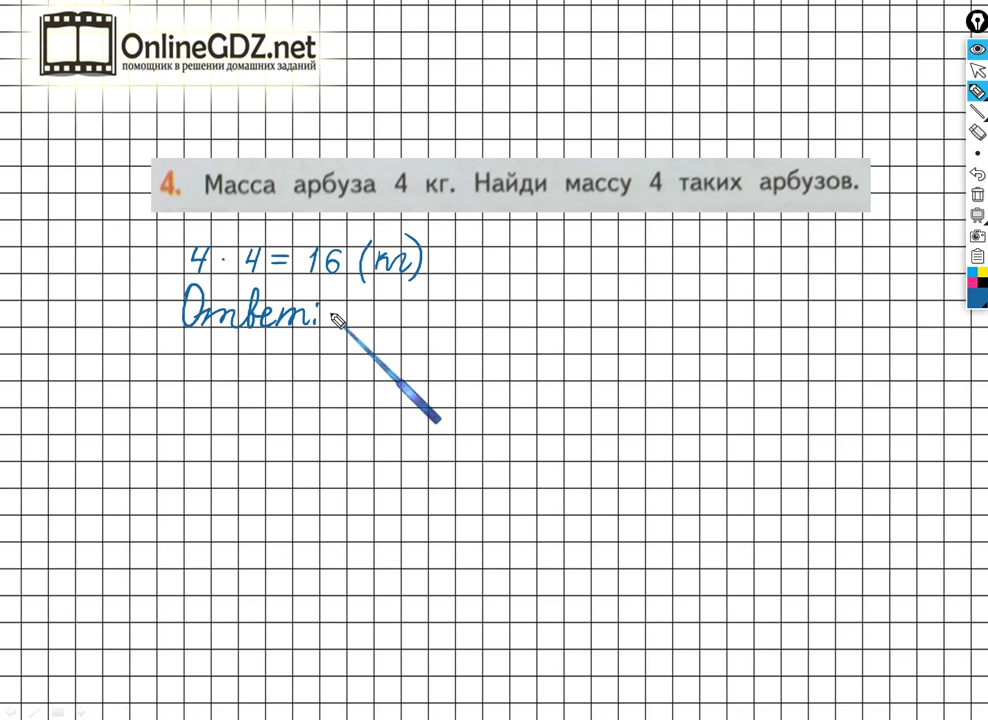 OnlineGDZ.net
помощник в решении домашних заданий
4. Масса арбуза 4 кг. Найди массу 4 таких арбузов.
4 · 4 = 16 (кг)
Ответ: